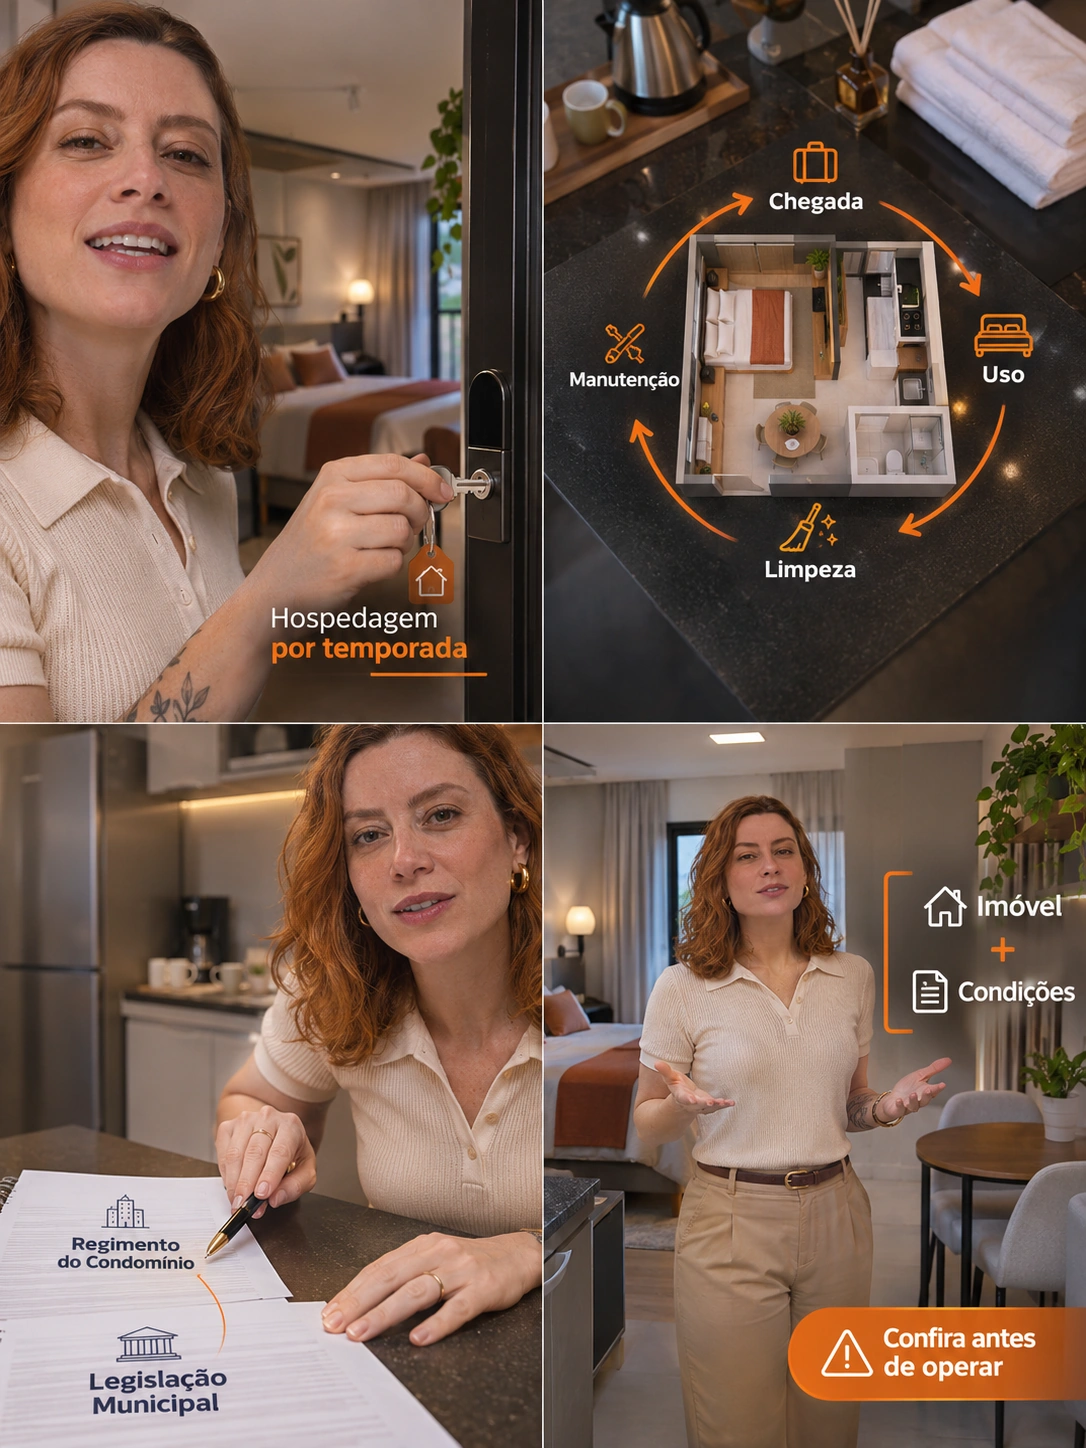 Hospedagem
por temporada
Chegada
Manutenção
Uso
Limpeza
Regimento
do Condomínio
Legislação
Municipal
Imóvel
+
Condições
Confira antes
de operar